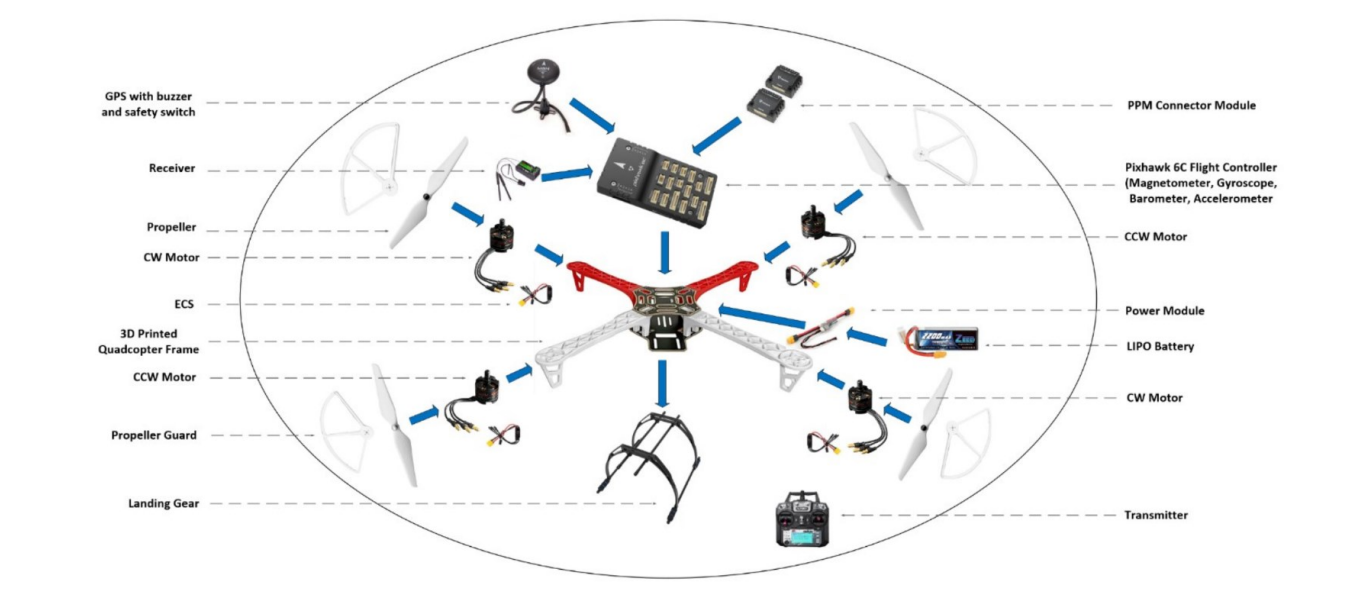 GPS with buzzer
and safety switch
Receiver
Propeller
CW Motor
ECS
3D Printed
Quadcopter Frame
CCW Motor
Propeller Guard
Landing Gear
PPM Connector Module
Pixhawk 6C Flight Controller
(Magnetometer, Gyroscope,
Barometer, Accelerometer
CCW Motor
Power Module
LIPO Battery
CW Motor
Transmitter
2200